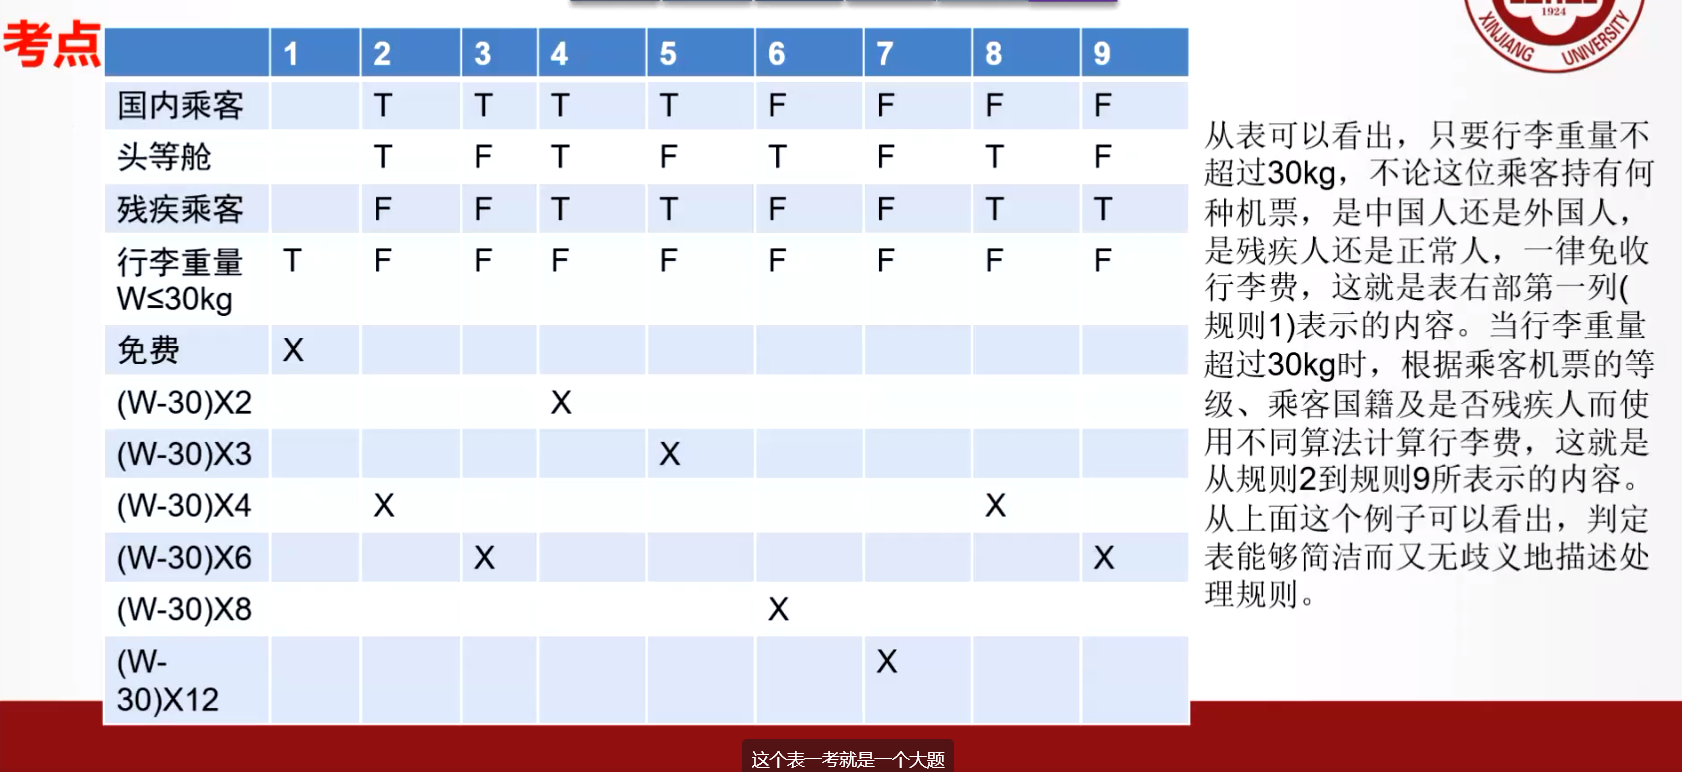 考点
1 2 3 4 5 6 7 8 9
国内乘客 T T T T F F F F
头等舱 T F T F T F T F
残疾乘客 F F T T F F T T
行李重量 T F F F F F F F F
W≤30kg
免费 X
(W-30)X2 X
(W-30)X3 X
(W-30)X4 X X
(W-30)X6 X X
(W-30)X8 X
(W- X
30)X12
1924
XINJIANG UNIVERSITY
从表可以看出，只要行李重量不
超过30kg，不论这位乘客持有何
种机票，是中国人还是外国人，
是残疾人还是正常人，一律免收
行李费，这就是表右部第一列(
规则1)表示的内容。当行李重量
超过30kg时，根据乘客机票的等
级、乘客国籍及是否残疾人而使
用不同算法计算行李费，这就是
从规则2到规则9所表示的内容。
从上面这个例子可以看出，判定
表能够简洁而又无歧义地描述处
理规则。
这个表一考就是一个大题